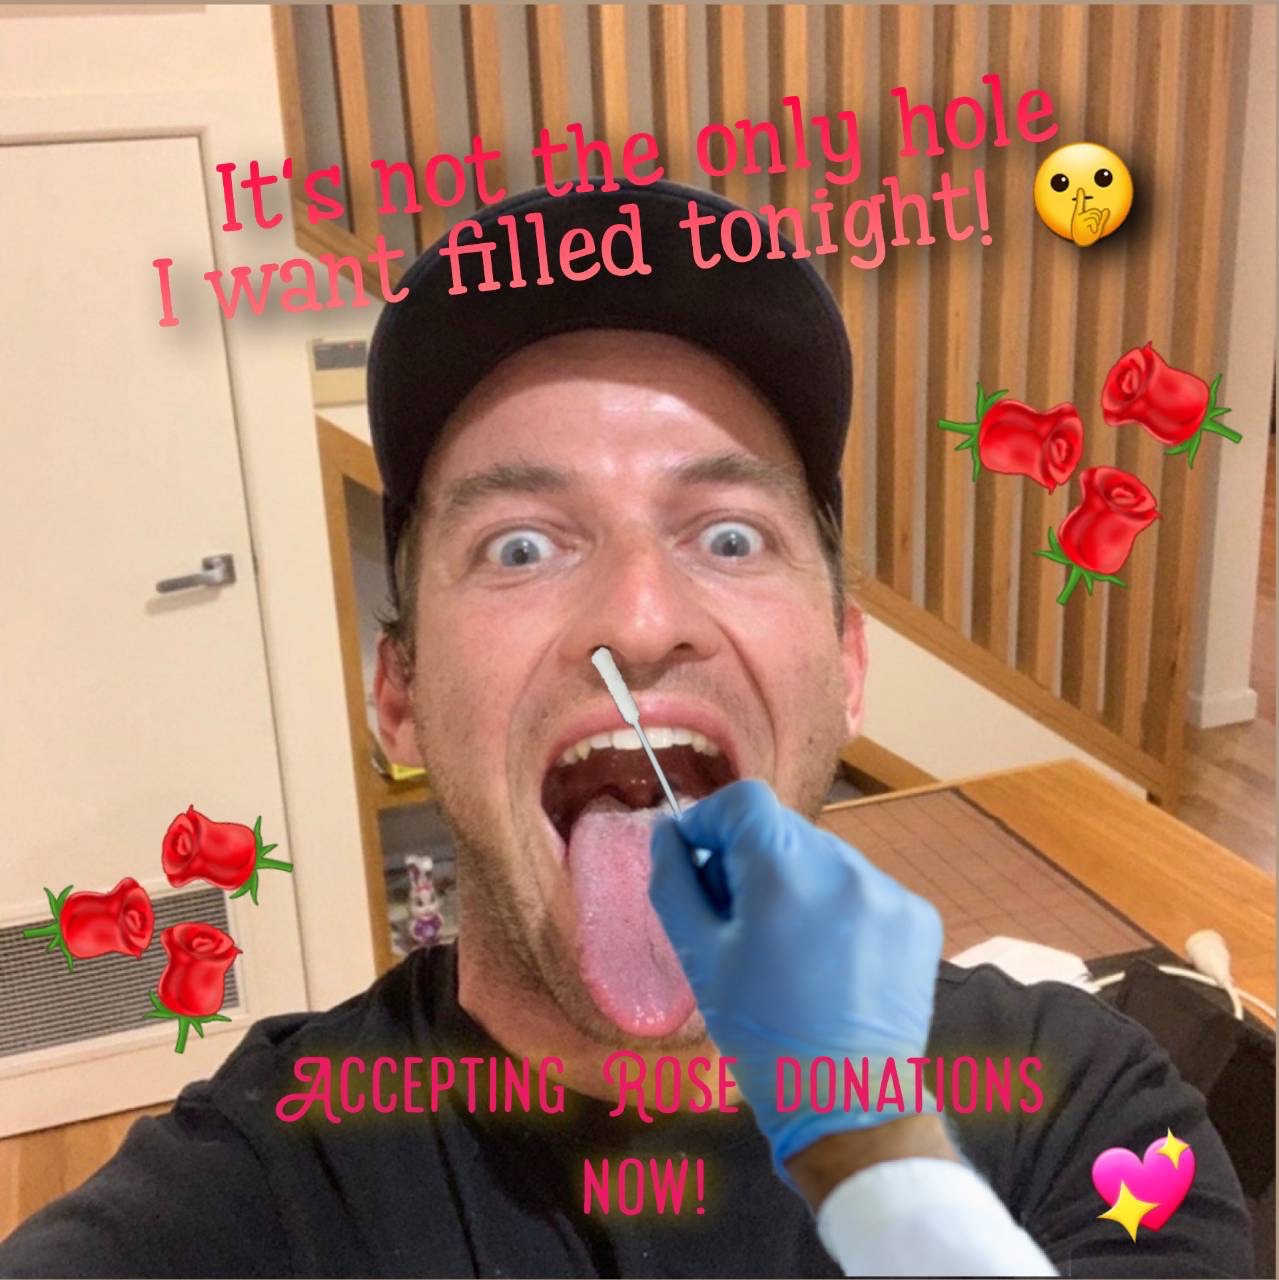 It's not the only hole
I want filled tonight!
Accepting Rose donations
now!